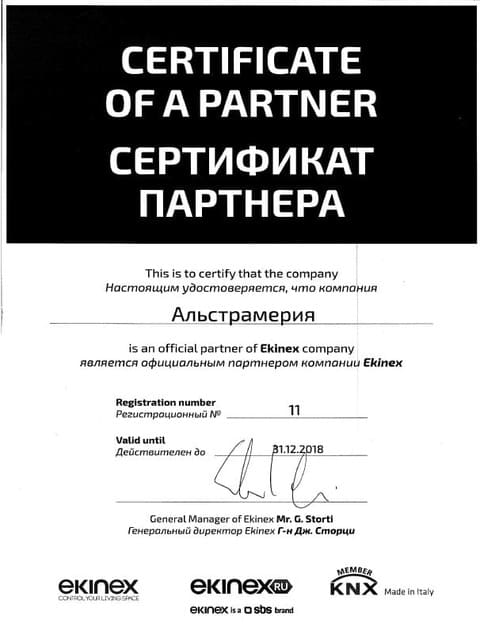 CERTIFICATE
OF A PARTNER
СЕРТИФИКАТ
ПАРТНЕРА
This is to certify that the company
Настоящим удостоверяется, что компания
Альстрамерия
is an official partner of Ekinex company
является официальным партнером компании Ekinex
Registration number
Регистрационный №
11
Valid until
Действителен до
31.12.2018
General Manager of Ekinex Mr. G. Storti
Генеральный директор Ekinex Г-н Дж. Сторци
ekinex
CONTROL YOUR LIVING SPACE
ekinex RU
ekinex is a sbs brand
MEMBER
KNX
Made in Italy